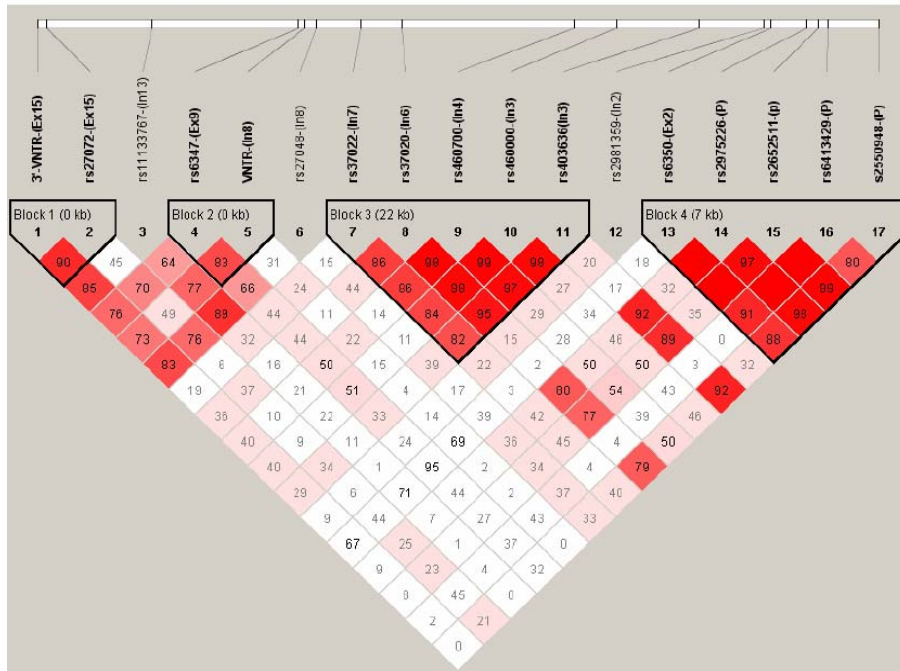 3'-VNTR-(Ex15)
rs27072-(Ex15)
rs11133767-(In13)
rs6347-(Ex9)
VNTR-(In8)
rs27048-(In8)
rs37022-(In7)
rs37020-(In6)
rs460700-(In4)
rs460000-(In3)
rs403636(In3)
rs2981359-(In2)
rs6350-(Ex2)
rs2975226-(P)
rs2652511-(p)
rs6413429-(P)
s2550948-(P)
Block 1 (0 kb) Block 2 (0 kb) Block 3 (22 kb) Block 4 (7 kb)
1 2 3 4 5 6 7 8 9 10 11 12 13 14 15 16 17
90 45 64 83 31 15 86 98 99 98 20 18 97 80
85 70 77 66 24 44 86 98 97 27 17 32 99
76 49 89 44 11 14 84 95 29 34 92 35 91 98
73 76 32 44 22 11 82 15 28 46 89 0 88
83 6 16 50 15 39 22 2 50 50 3 32
19 37 21 51 4 17 3 80 54 43 92
36 10 22 33 14 39 42 77 39 46
40 9 11 24 69 36 45 4 50
40 34 1 95 2 34 4 79
29 6 71 44 2 37 40
9 44 7 27 43 33
67 25 1 37 0
9 23 4 32
8 45 0
2 21
0